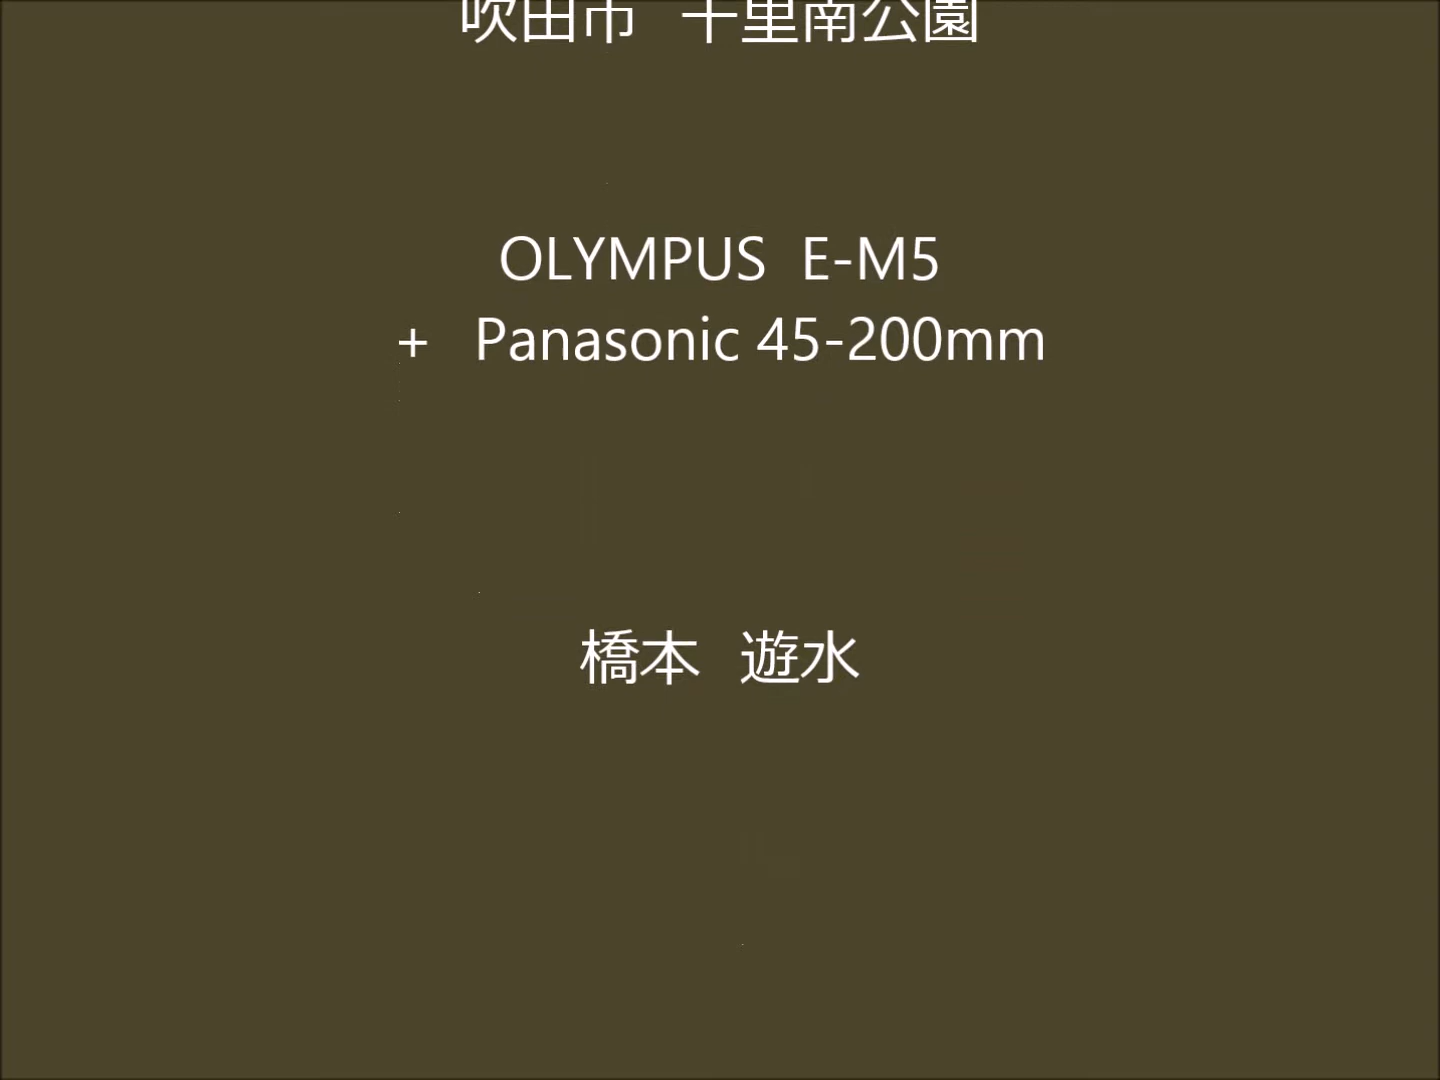 吹田市 千里南公園
OLYMPUS E-M5
+ Panasonic 45-200mm
橋本 遊水